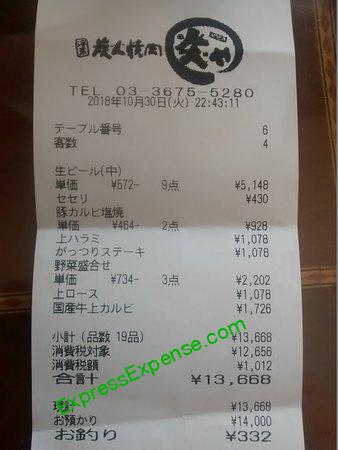 炭火焼肉 炎や
TEL 03-3675-5280
2018年10月30日(火) 22:43:11
テーブル番号 6
客数 4
生ビール(中)
単価 ¥572- 9点 ¥5,148
セセリ ¥430
豚カルビ塩焼
単価 ¥464- 2点 ¥928
上ハラミ ¥1,078
がっつりステーキ ¥1,078
野菜盛合せ
単価 ¥734- 3点 ¥2,202
上ロース ¥1,078
国産牛上カルビ ¥1,726
小計(品数 19品) ¥13,668
消費税対象 ¥12,656
消費税額 ¥1,012
合計 ¥13,668
現計 ¥13,668
お預かり ¥14,000
お釣り ¥332
ExpressExpense.com